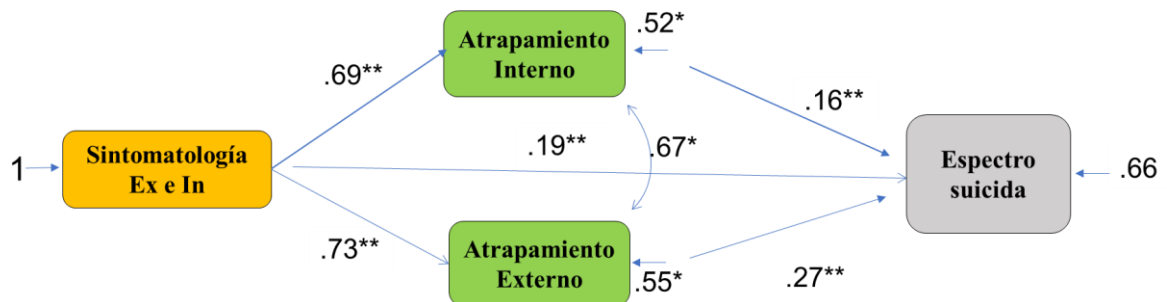 Atrapamiento
Interno
.52*
.69**
.16**
.19**
.67*
1
Sintomatología
Ex e In
Espectro
suicida
.66
.73**
Atrapamiento
Externo
.55*
.27**